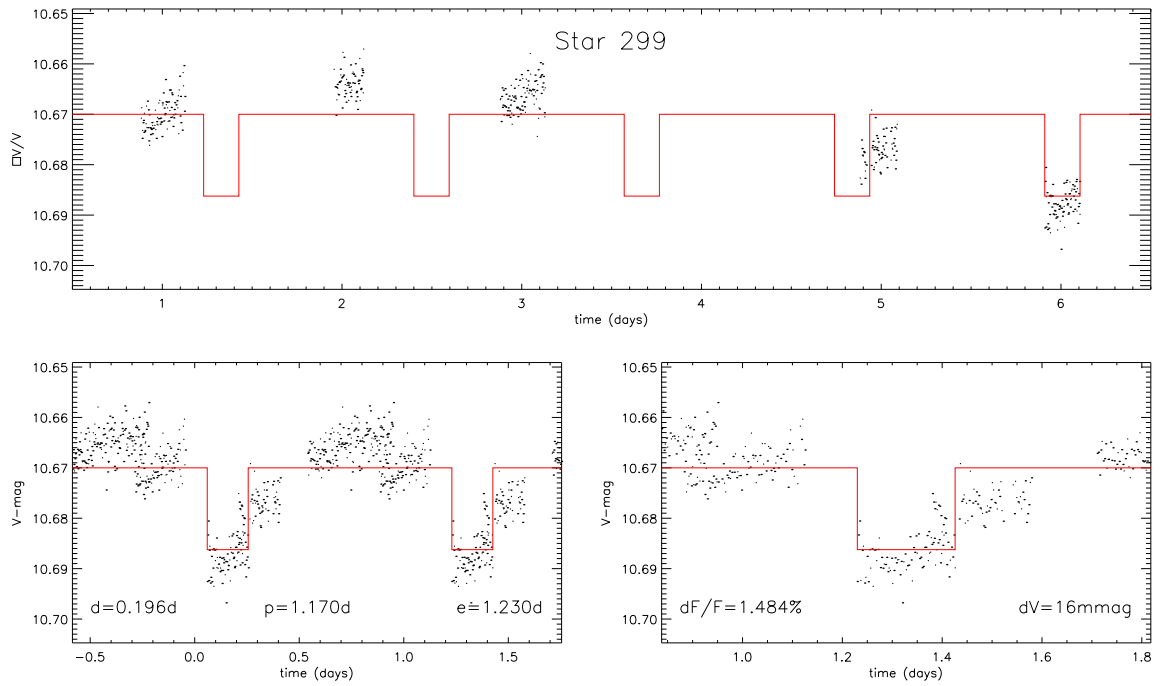 Star 299
10.65
10.66
10.67
10.68
10.69
10.70
□V/V
1 2 3 4 5 6
time (days)
10.65
10.66
10.67
10.68
10.69
10.70
V-mag
d=0.196d p=1.170d e=1.230d
-0.5 0.0 0.5 1.0 1.5
time (days)
10.65
10.66
10.67
10.68
10.69
10.70
V-mag
dF/F=1.484% dV=16mmag
1.0 1.2 1.4 1.6 1.8
time (days)